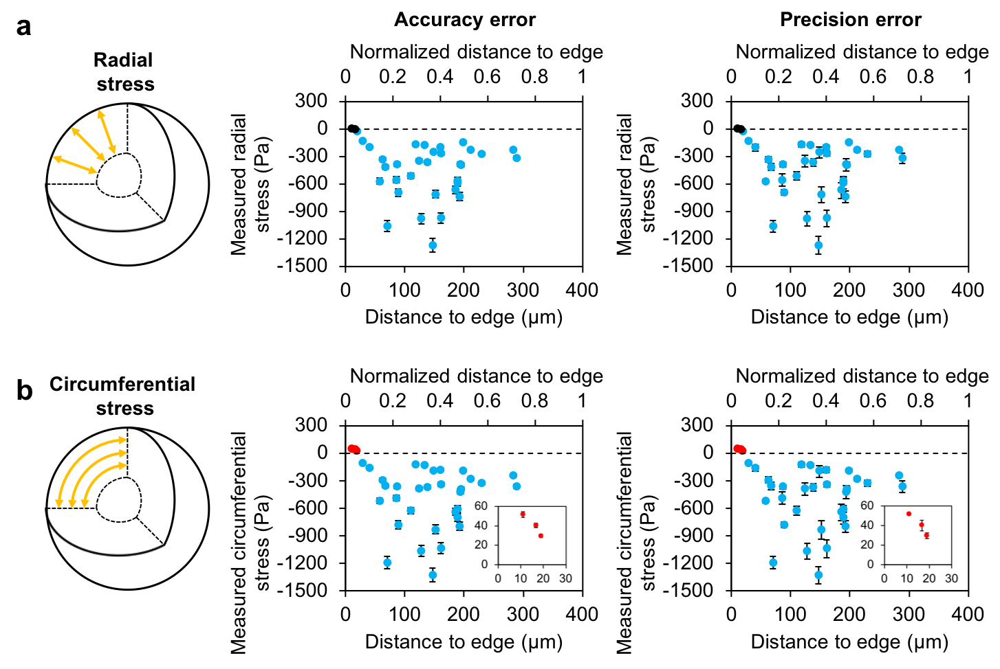 a
Radial
stress
Accuracy error
Normalized distance to edge
0 0.2 0.4 0.6 0.8 1
300
0
-300
-600
-900
-1200
-1500
Measured radial
stress (Pa)
0 100 200 300 400
Distance to edge (µm)
Precision error
Normalized distance to edge
0 0.2 0.4 0.6 0.8 1
300
0
-300
-600
-900
-1200
-1500
Measured radial
stress (Pa)
0 100 200 300 400
Distance to edge (µm)
b
Circumferential
stress
Normalized distance to edge
0 0.2 0.4 0.6 0.8 1
300
0
-300
-600
-900
-1200
-1500
Measured circumferential
stress (Pa)
60
40
20
0
0 10 20 30
0 100 200 300 400
Distance to edge (µm)
Normalized distance to edge
0 0.2 0.4 0.6 0.8 1
300
0
-300
-600
-900
-1200
-1500
Measured circumferential
stress (Pa)
60
40
20
0
0 10 20 30
0 100 200 300 400
Distance to edge (µm)